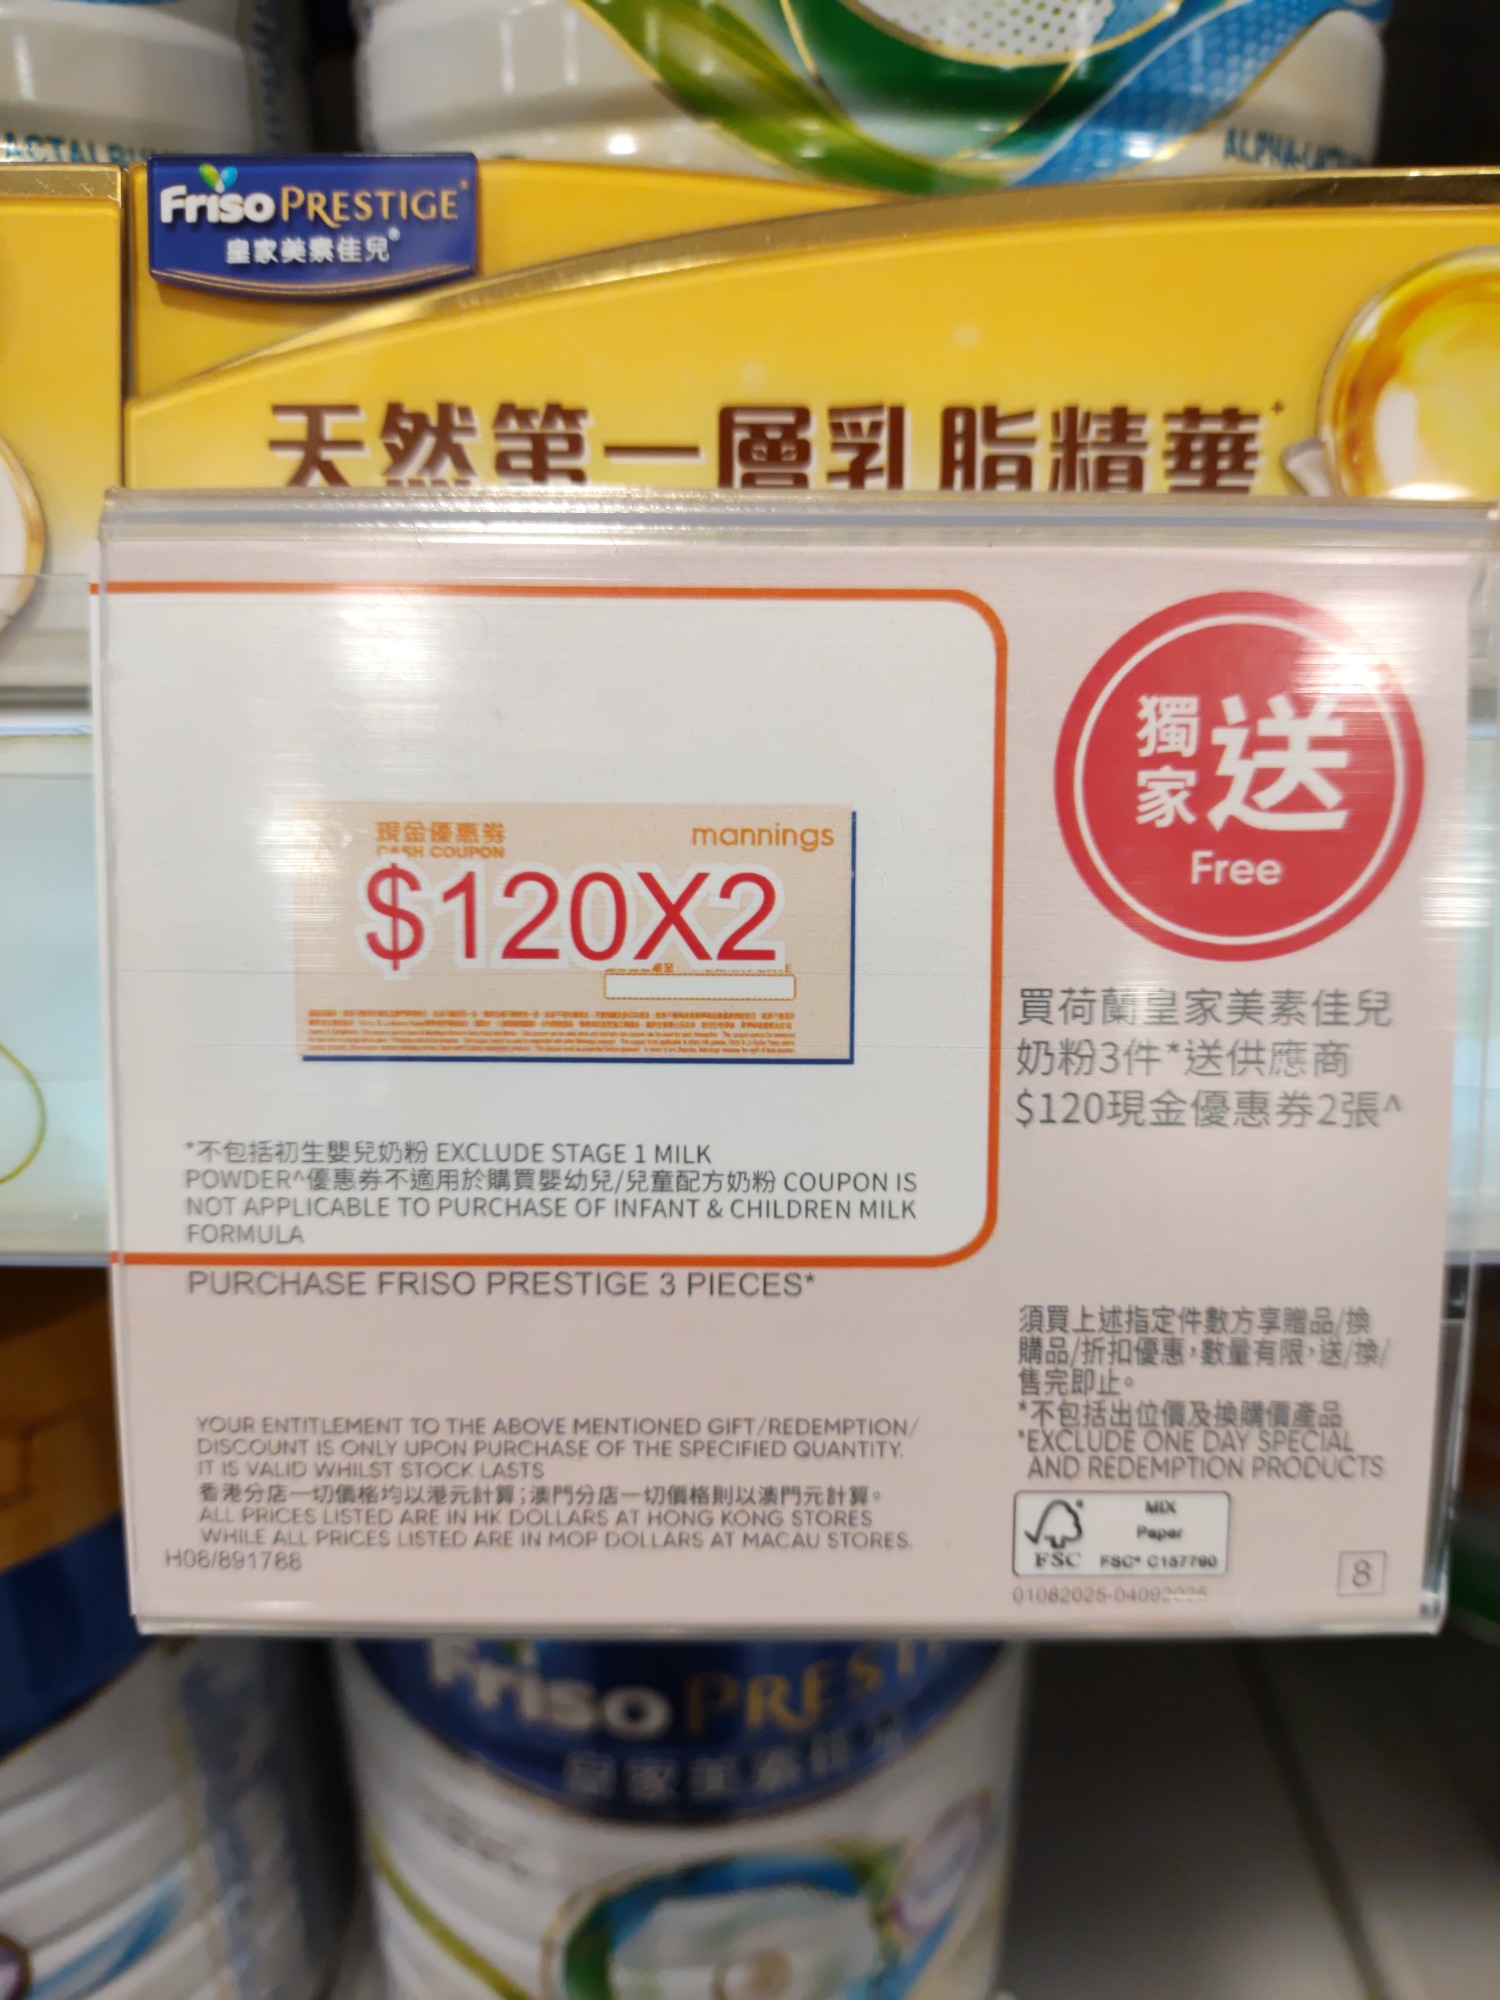 ALPHA-
Friso PRESTIGE
皇家美素佳兒®
天然第一層乳脂精華
現金優惠券
CASH COUPON
mannings
$120X2
獨家送
Free
買荷蘭皇家美素佳兒
奶粉3件*送供應商
$120現金優惠券2張^
*不包括初生嬰兒奶粉 EXCLUDE STAGE 1 MILK
POWDER^優惠券不適用於購買嬰幼兒/兒童配方奶粉 COUPON IS
NOT APPLICABLE TO PURCHASE OF INFANT & CHILDREN MILK
FORMULA
PURCHASE FRISO PRESTIGE 3 PIECES*
須買上述指定件數方享贈品/換
購品/折扣優惠，數量有限，送/換/
售完即止。
*不包括出位價及換購價產品
*EXCLUDE ONE DAY SPECIAL
AND REDEMPTION PRODUCTS
YOUR ENTITLEMENT TO THE ABOVE MENTIONED GIFT/REDEMPTION/
DISCOUNT IS ONLY UPON PURCHASE OF THE SPECIFIED QUANTITY.
IT IS VALID WHILST STOCK LASTS
香港分店一切價格均以港元計算；澳門分店一切價格則以澳門元計算。
ALL PRICES LISTED ARE IN HK DOLLARS AT HONG KONG STORES
WHILE ALL PRICES LISTED ARE IN MOP DOLLARS AT MACAU STORES.
H08/891788
FSC
MIX
Paper
FSC® C157790
01082025-04092025
8
Friso PREST
皇家美素佳兒